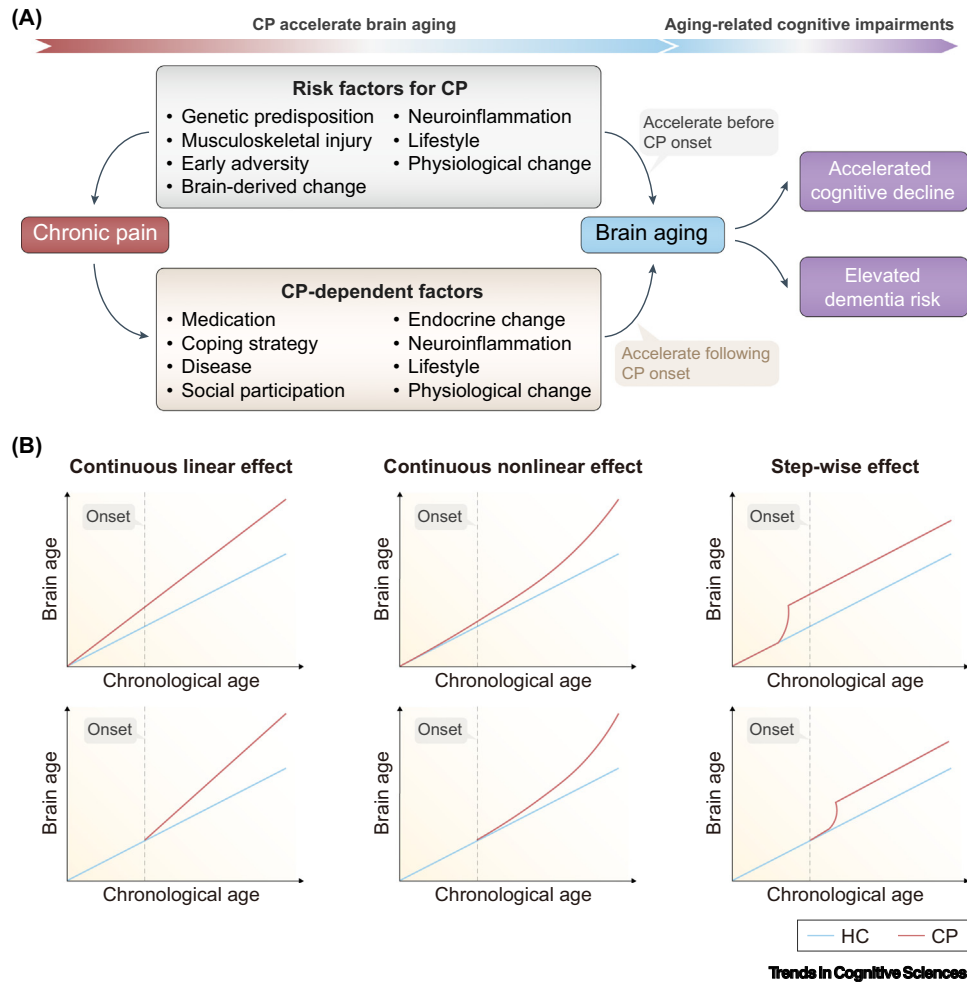 (A)
CP accelerate brain aging
Aging-related cognitive impairments
Risk factors for CP
• Genetic predisposition
• Musculoskeletal injury
• Early adversity
• Brain-derived change
• Neuroinflammation
• Lifestyle
• Physiological change
Accelerate before
CP onset
Chronic pain
Brain aging
Accelerated
cognitive decline
Elevated
dementia risk
CP-dependent factors
• Medication
• Coping strategy
• Disease
• Social participation
• Endocrine change
• Neuroinflammation
• Lifestyle
• Physiological change
Accelerate following
CP onset
(B)
Continuous linear effect
Continuous nonlinear effect
Step-wise effect
Onset
Brain age
Chronological age
Onset
Brain age
Chronological age
Onset
Brain age
Chronological age
Onset
Brain age
Chronological age
Onset
Brain age
Chronological age
Onset
Brain age
Chronological age
HC
CP
Trends in Cognitive Sciences